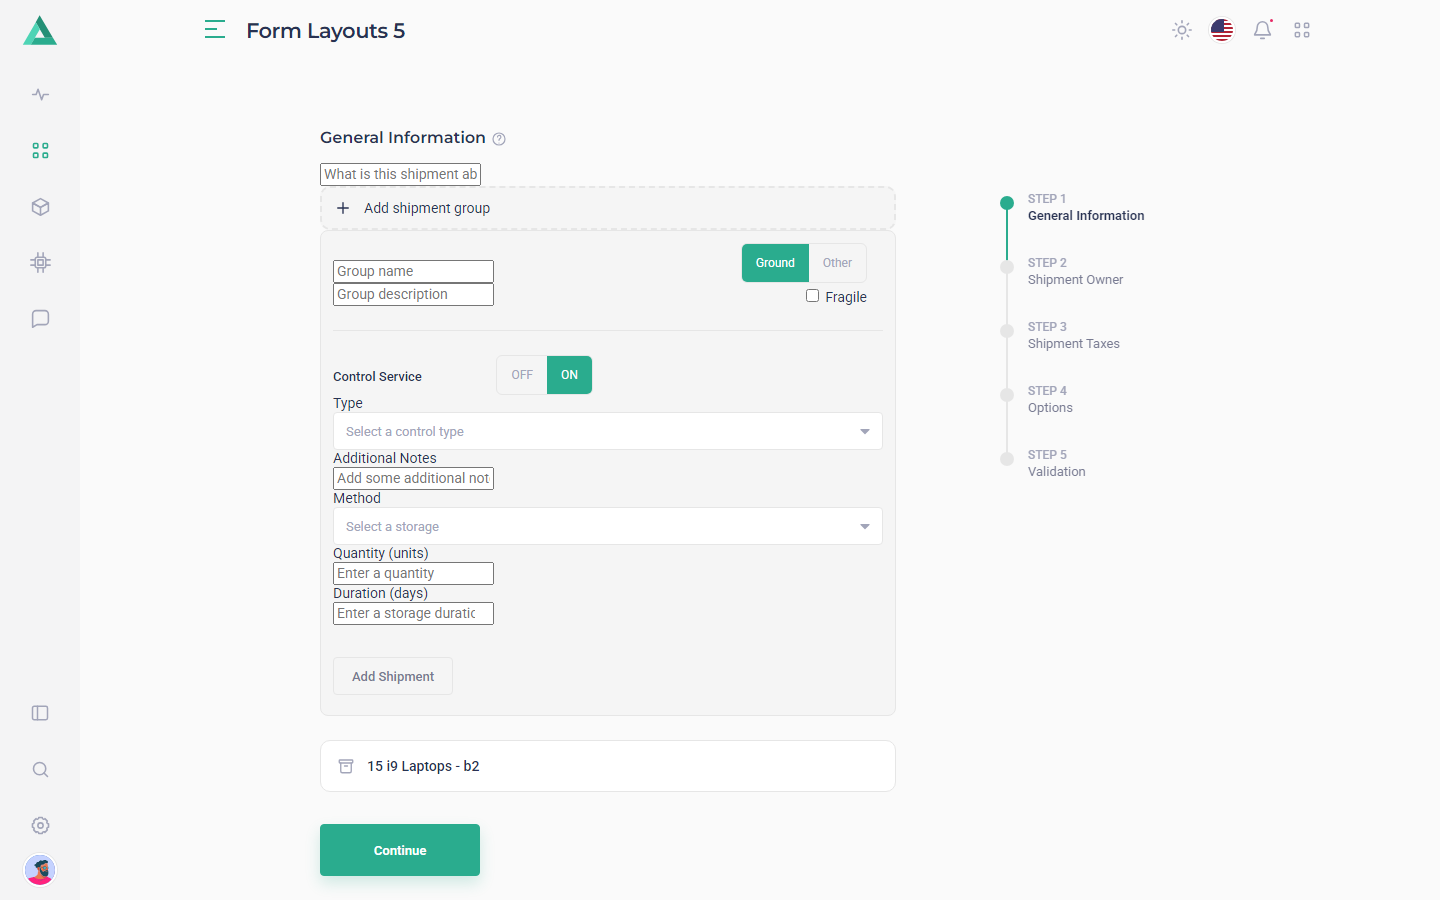 Form Layouts 5
General Information
What is this shipment ab
Add shipment group
Group name
Group description
Ground
Other
Fragile
Control Service
OFF
ON
Type
Select a control type
Additional Notes
Add some additional not
Method
Select a storage
Quantity (units)
Enter a quantity
Duration (days)
Enter a storage duratic
Add Shipment
15 i9 Laptops - b2
Continue
STEP 1
General Information
STEP 2
Shipment Owner
STEP 3
Shipment Taxes
STEP 4
Options
STEP 5
Validation